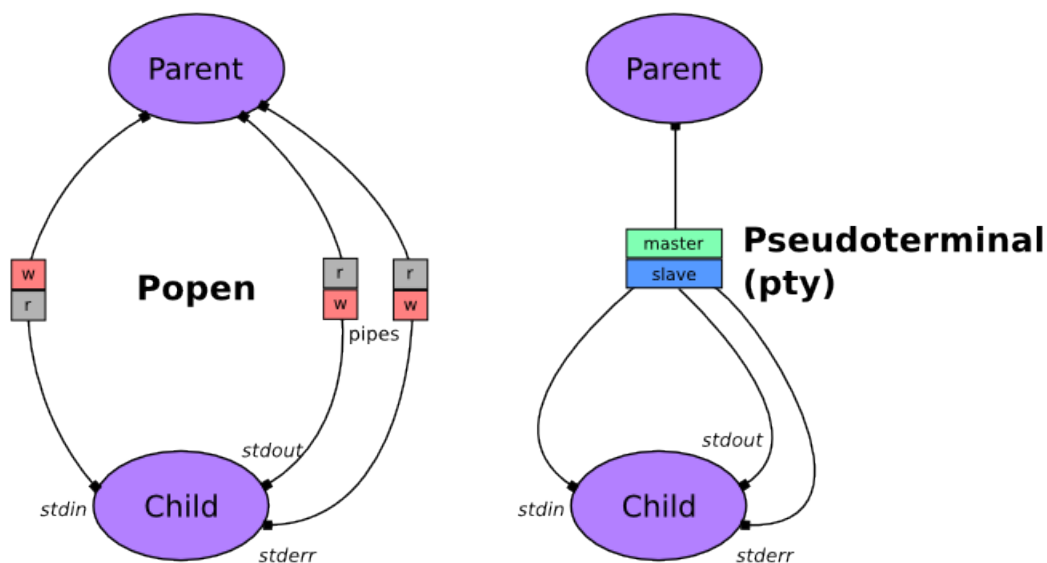 Parent
w
r
Popen
r
w
r
w
pipes
stdout
stdin
Child
stderr
Parent
master
slave
Pseudoterminal
(pty)
stdout
stdin
Child
stderr